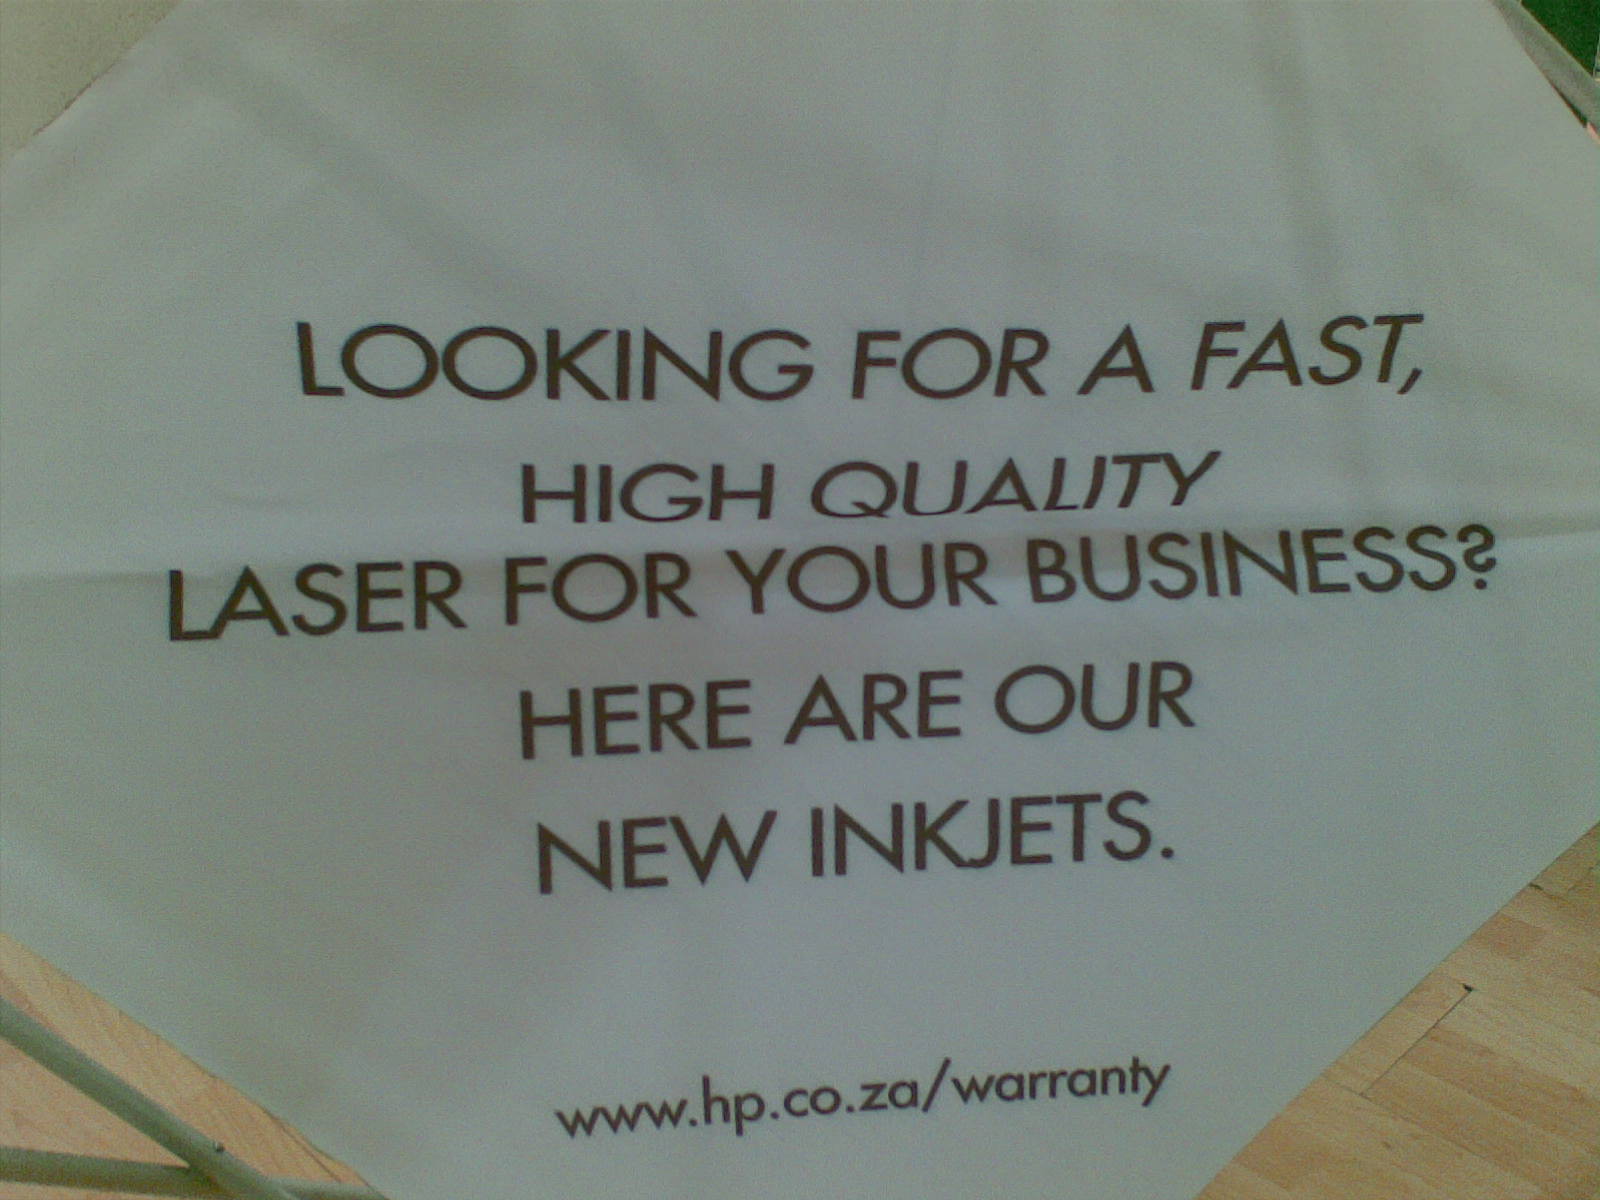 LOOKING FOR A FAST,
HIGH QUALITY
LASER FOR YOUR BUSINESS?
HERE ARE OUR
NEW INKJETS.
www.hp.co.za/warranty